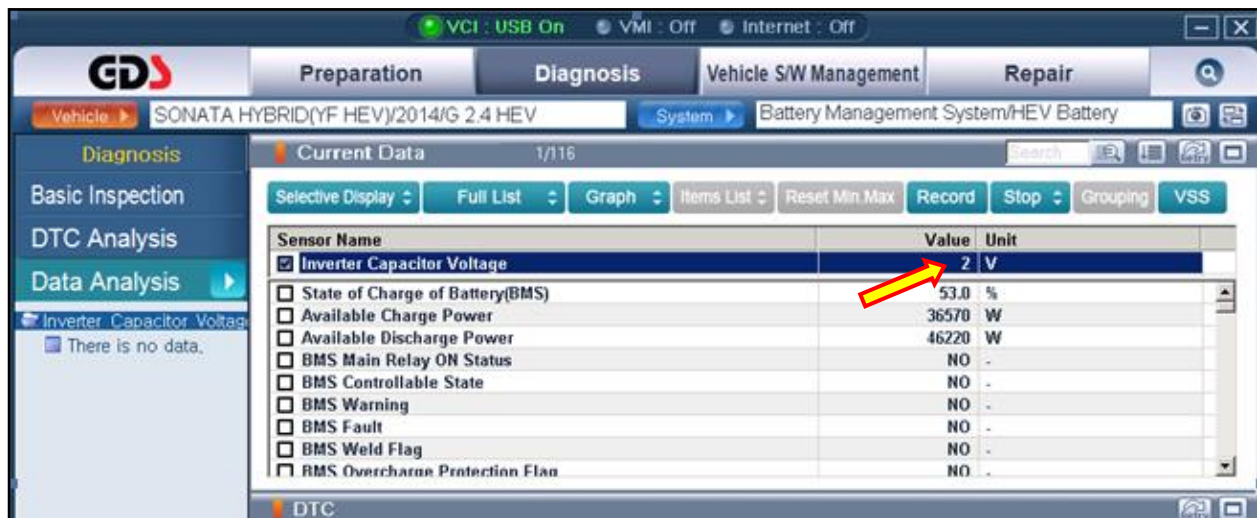 VCI : USB On VMI : Off Internet : Off
GDS Preparation Diagnosis Vehicle S/W Management Repair
Vehicle SONATA HYBRID(YF HEV)/2014/G 2.4 HEV System Battery Management System/HEV Battery
Diagnosis
Basic Inspection
DTC Analysis
Data Analysis
Inverter Capacitor Voltag
There is no data,
Current Data 1/116 Search
Selective Display Full List Graph Items List Reset Min.Max Record Stop Grouping VSS
Sensor Name Value Unit
Inverter Capacitor Voltage 2 V
State of Charge of Battery(BMS) 53.0 %
Available Charge Power 36570 W
Available Discharge Power 46220 W
BMS Main Relay ON Status NO -
BMS Controllable State NO -
BMS Warning NO -
BMS Fault NO -
BMS Weld Flag NO -
BMS Overcharge Protection Flag NO -
DTC